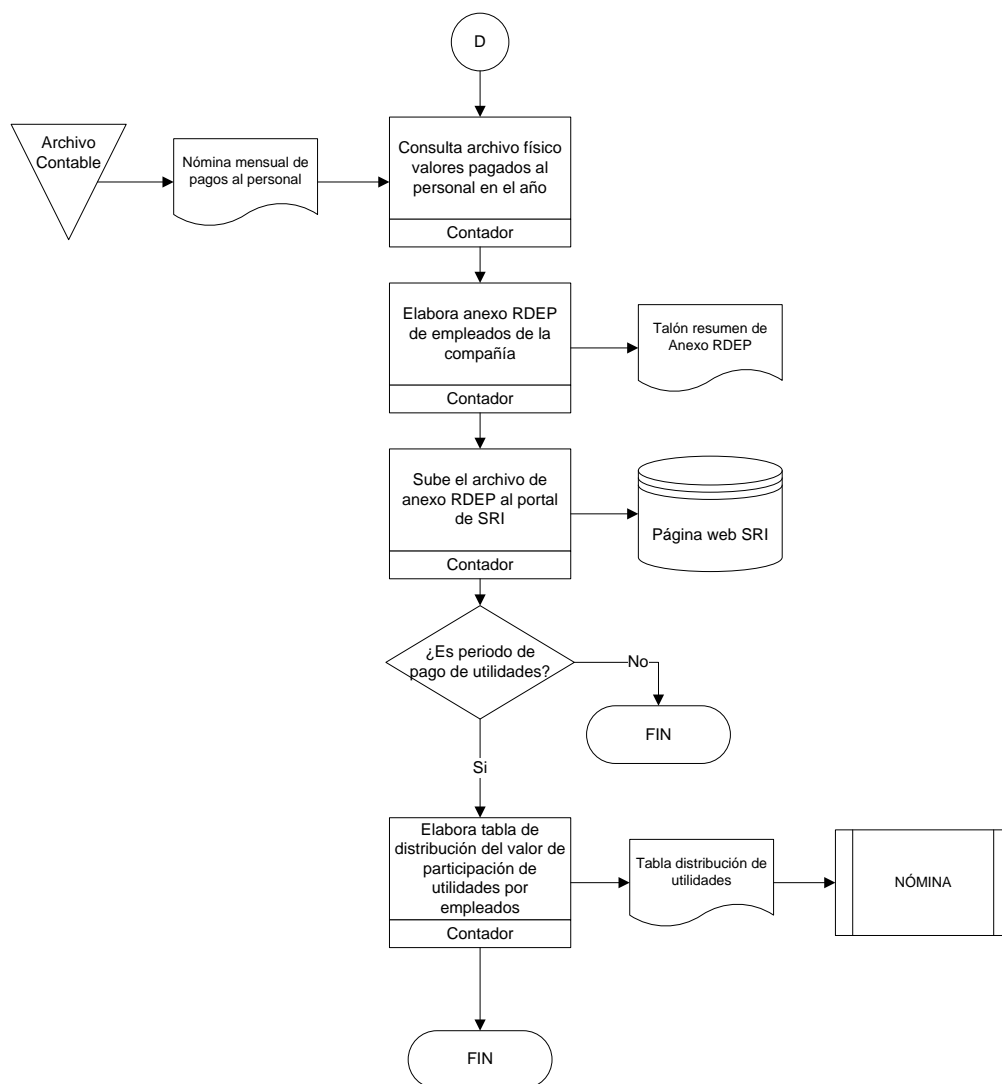 D
Archivo
Contable
Nómina mensual de
pagos al personal
Consulta archivo físico
valores pagados al
personal en el año
Contador
Elabora anexo RDEP
de empleados de la
compañía
Contador
Talón resumen de
Anexo RDEP
Sube el archivo de
anexo RDEP al portal
de SRI
Contador
Página web SRI
¿Es periodo de
pago de utilidades?
No
FIN
Si
Elabora tabla de
distribución del valor de
participación de
utilidades por
empleados
Contador
Tabla distribución de
utilidades
NÓMINA
FIN